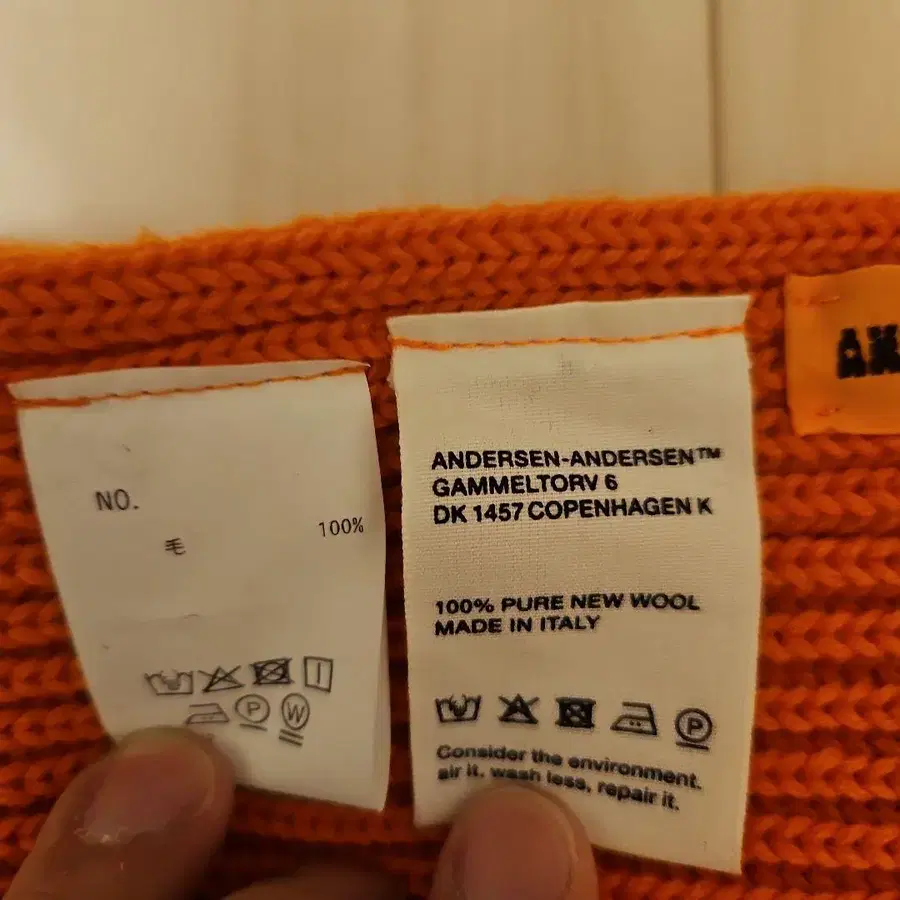 NO.
毛 100%
P W
ANDERSEN-ANDERSEN™
GAMMELTORV 6
DK 1457 COPENHAGEN K
100% PURE NEW WOOL
MADE IN ITALY
P
Consider the environment.
air it. wash less, repair it.
AK